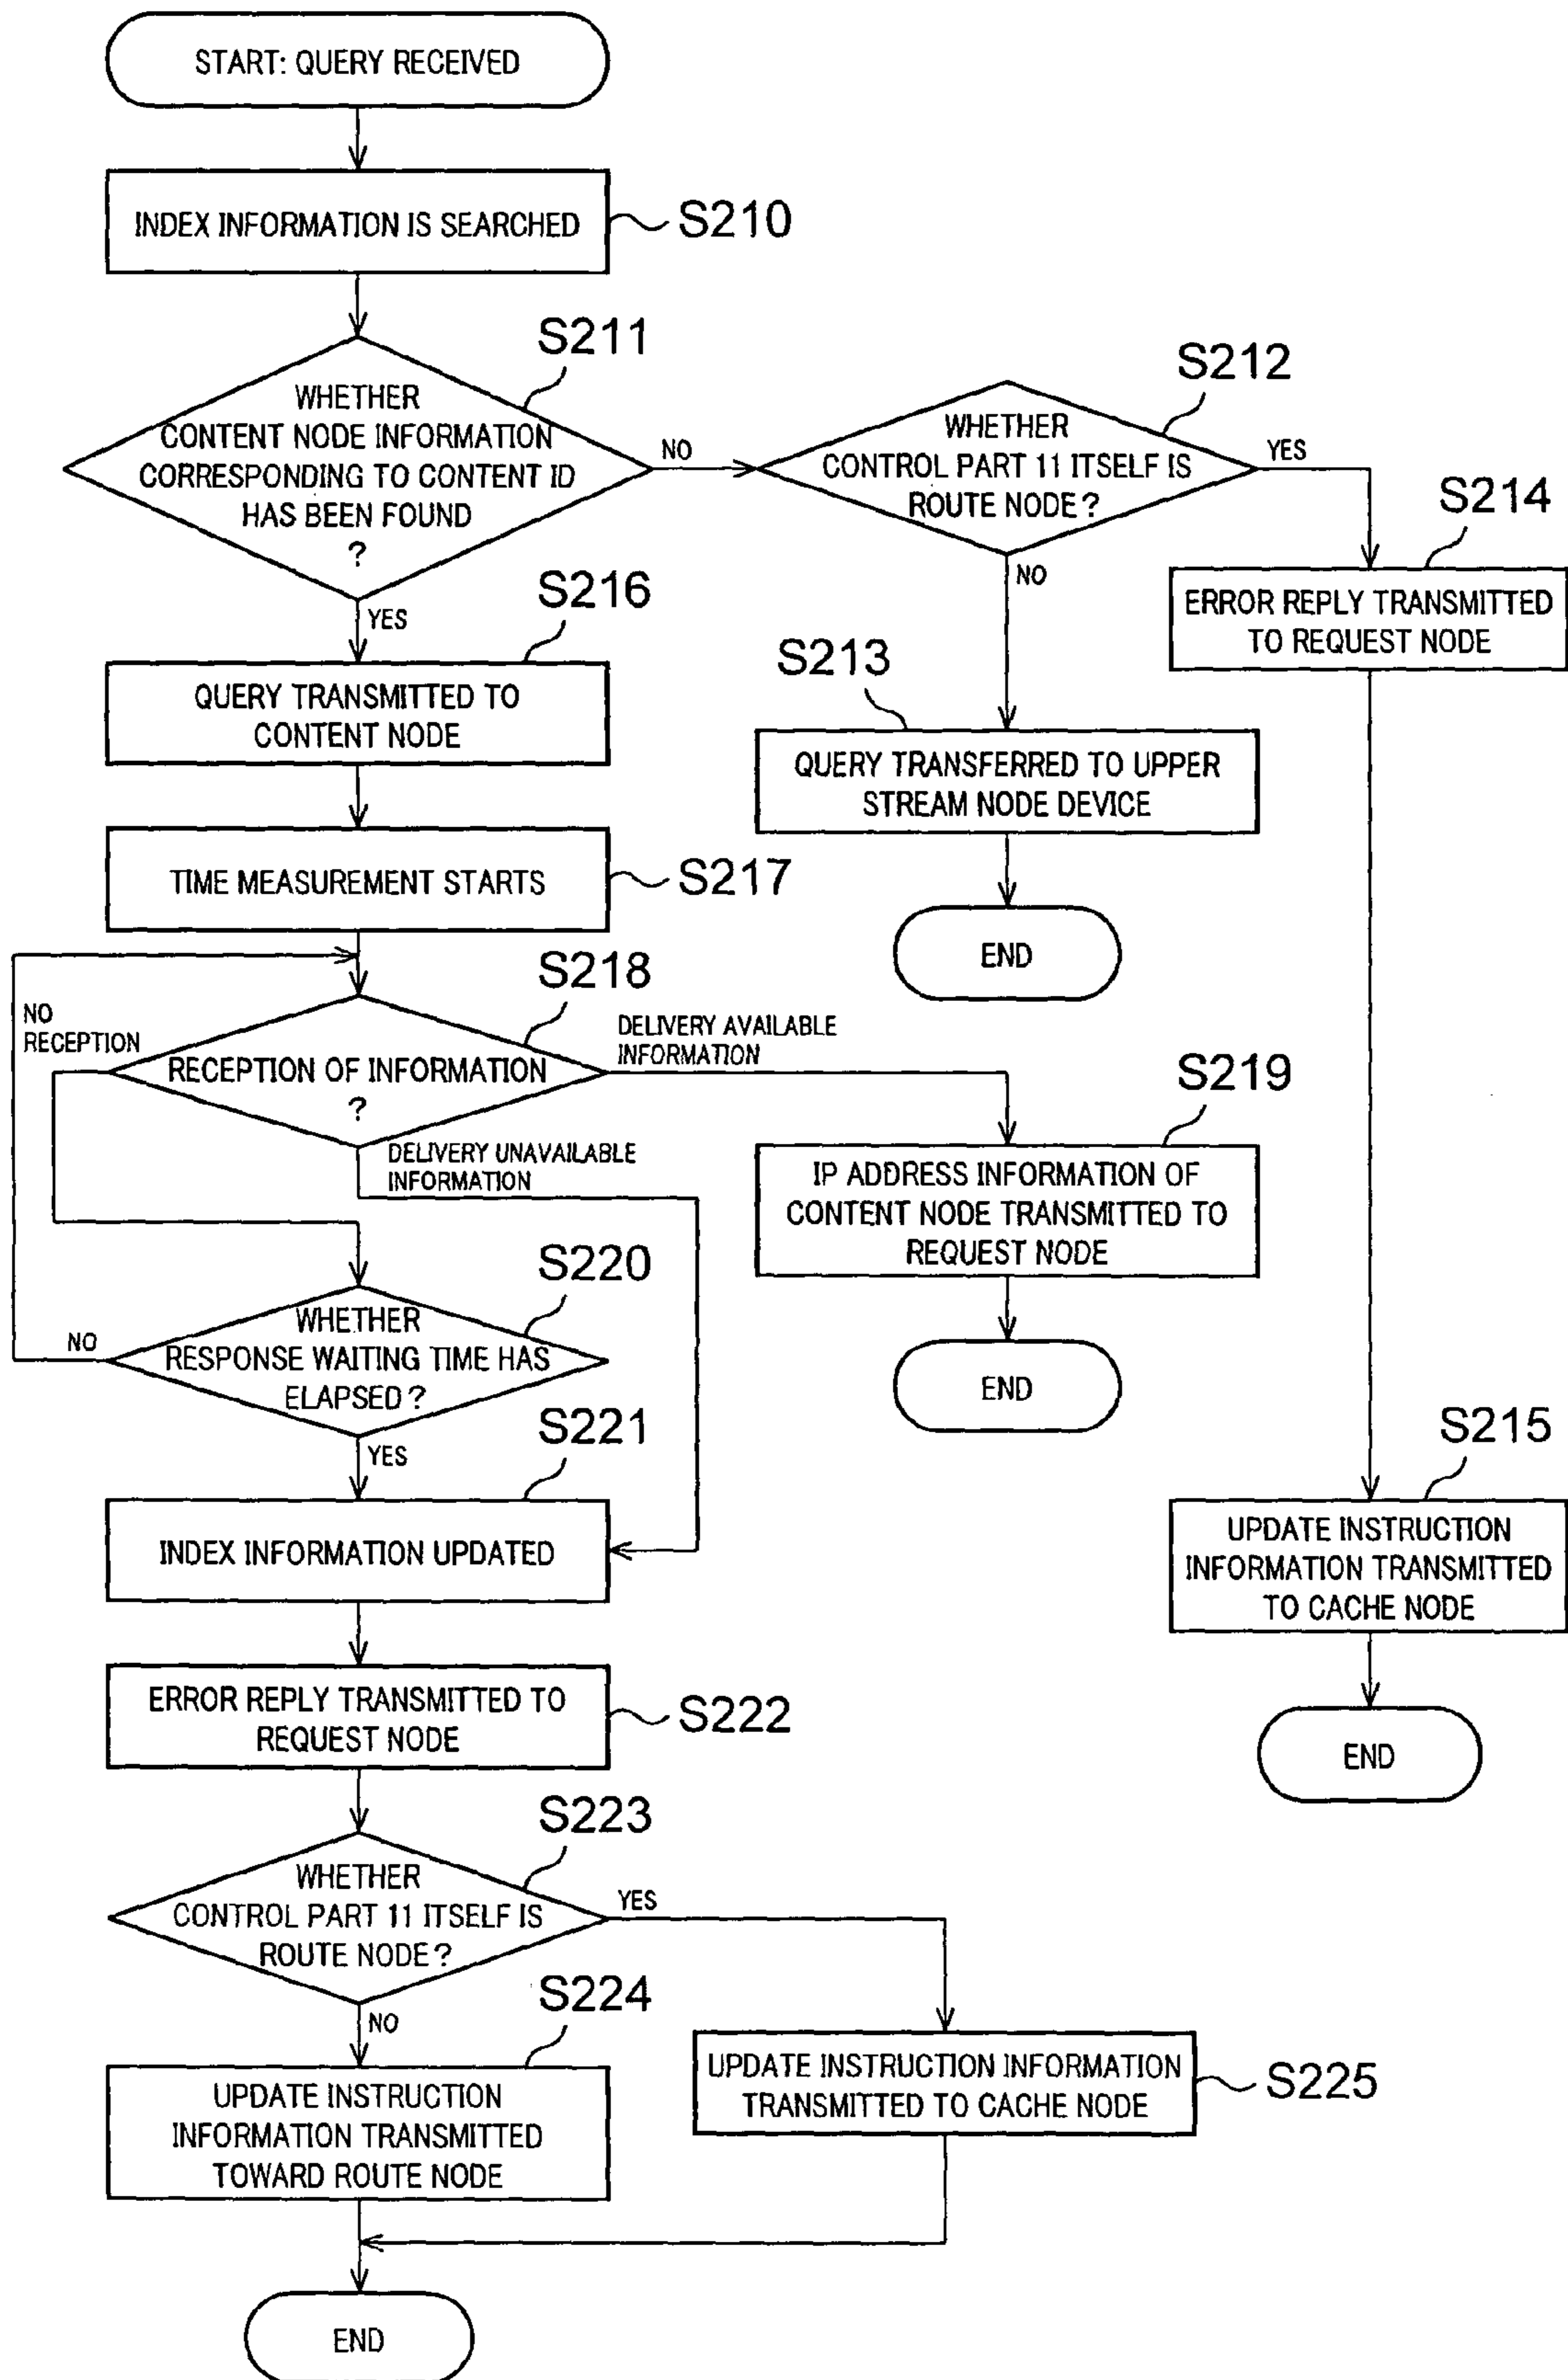 START: QUERY RECEIVED
INDEX INFORMATION IS SEARCHED
S210
S211
WHETHER
CONTENT NODE INFORMATION
CORRESPONDING TO CONTENT ID
HAS BEEN FOUND
?
NO
YES
S212
WHETHER
CONTROL PART 11 ITSELF IS
ROUTE NODE?
YES
NO
S214
ERROR REPLY TRANSMITTED
TO REQUEST NODE
S216
QUERY TRANSMITTED TO
CONTENT NODE
S213
QUERY TRANSFERRED TO UPPER
STREAM NODE DEVICE
END
TIME MEASUREMENT STARTS
S217
S218
RECEPTION OF INFORMATION
?
NO
RECEPTION
DELIVERY AVAILABLE
INFORMATION
DELIVERY UNAVAILABLE
INFORMATION
S219
IP ADDRESS INFORMATION OF
CONTENT NODE TRANSMITTED TO
REQUEST NODE
END
S220
WHETHER
RESPONSE WAITING TIME HAS
ELAPSED?
NO
YES
S221
INDEX INFORMATION UPDATED
S215
UPDATE INSTRUCTION
INFORMATION TRANSMITTED
TO CACHE NODE
END
ERROR REPLY TRANSMITTED TO
REQUEST NODE
S222
S223
WHETHER
CONTROL PART 11 ITSELF IS
ROUTE NODE?
YES
NO
S224
UPDATE INSTRUCTION
INFORMATION TRANSMITTED
TOWARD ROUTE NODE
UPDATE INSTRUCTION INFORMATION
TRANSMITTED TO CACHE NODE
S225
END